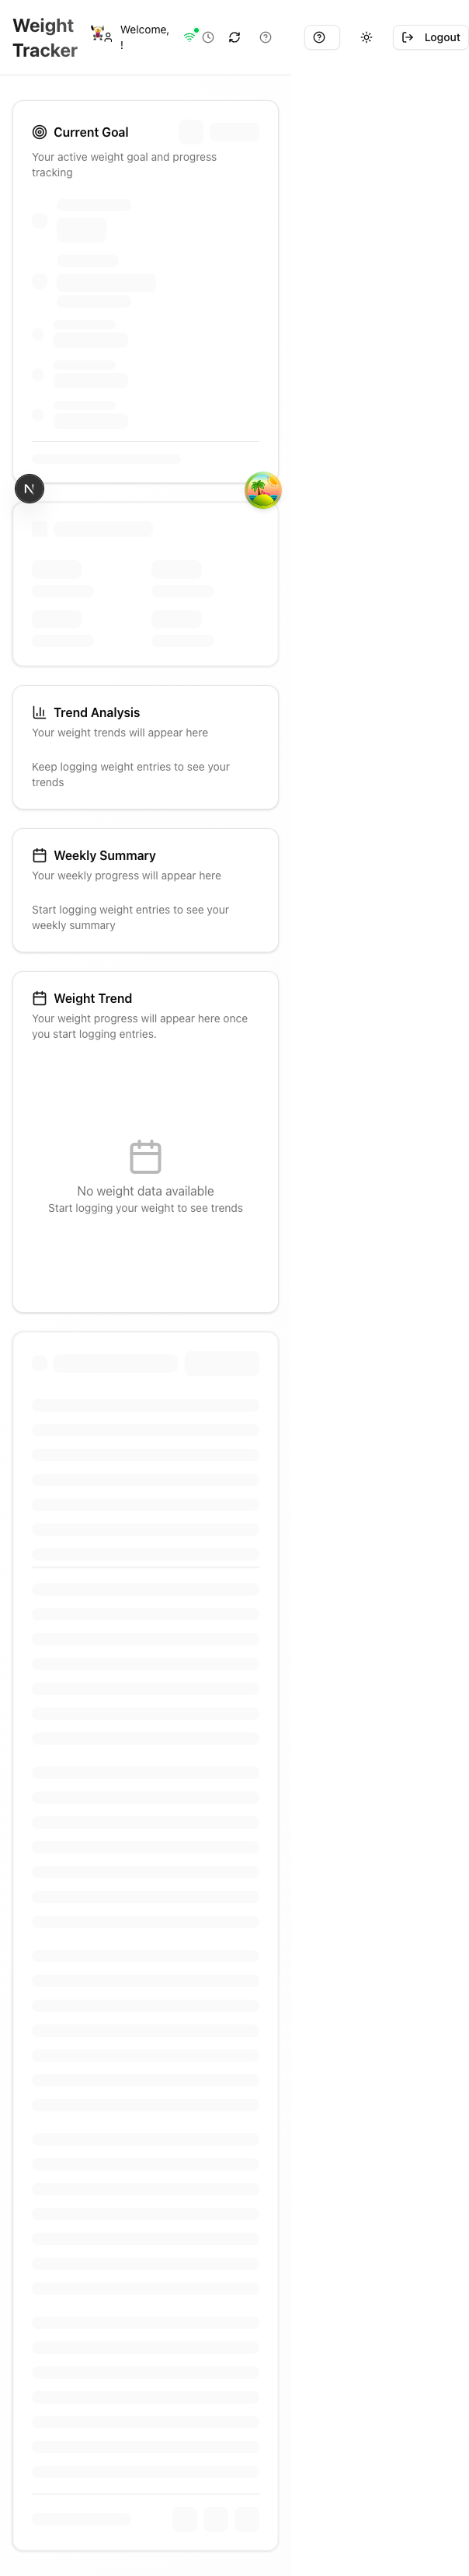 Weight
Tracker
Welcome,
!
Logout
Current Goal
Your active weight goal and progress
tracking
N
Trend Analysis
Your weight trends will appear here
Keep logging weight entries to see your
trends
Weekly Summary
Your weekly progress will appear here
Start logging weight entries to see your
weekly summary
Weight Trend
Your weight progress will appear here once
you start logging entries.
No weight data available
Start logging your weight to see trends